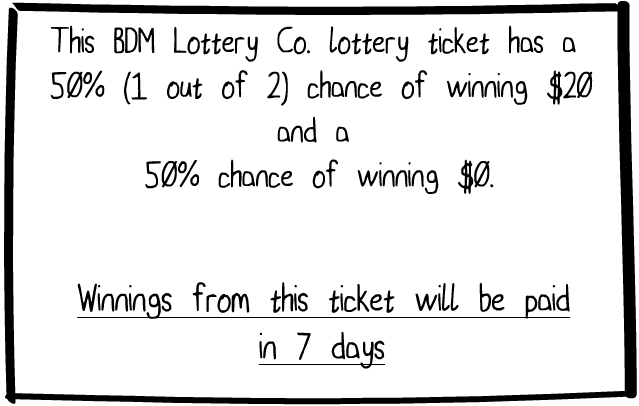 This BDM Lottery Co. lottery ticket has a
50% (1 out of 2) chance of winning $20
and a
50% chance of winning $0.
Winnings from this ticket will be paid
in 7 days